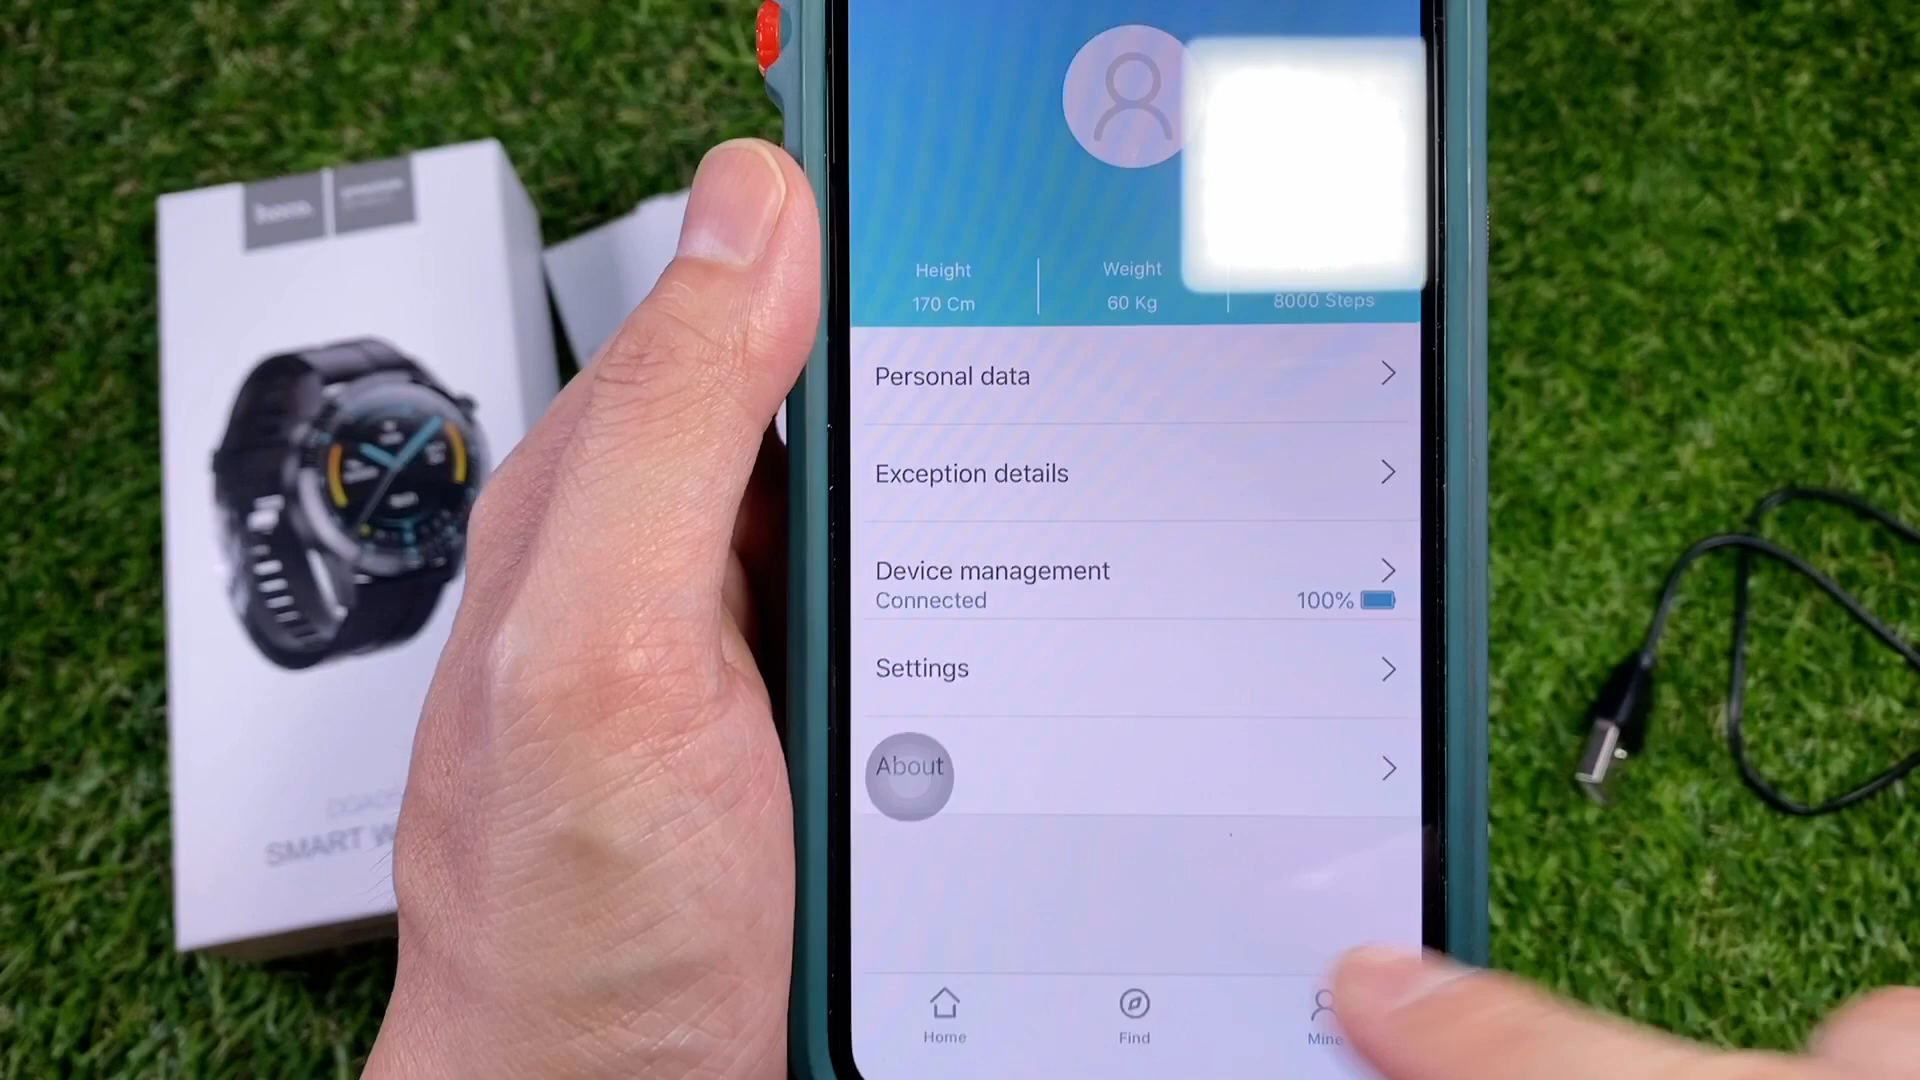 hoco.
SMART W
Height
170 Cm
Weight
60 Kg
8000 Steps
Personal data
Exception details
Device management
Connected
100%
Settings
About
Home
Find
Mine